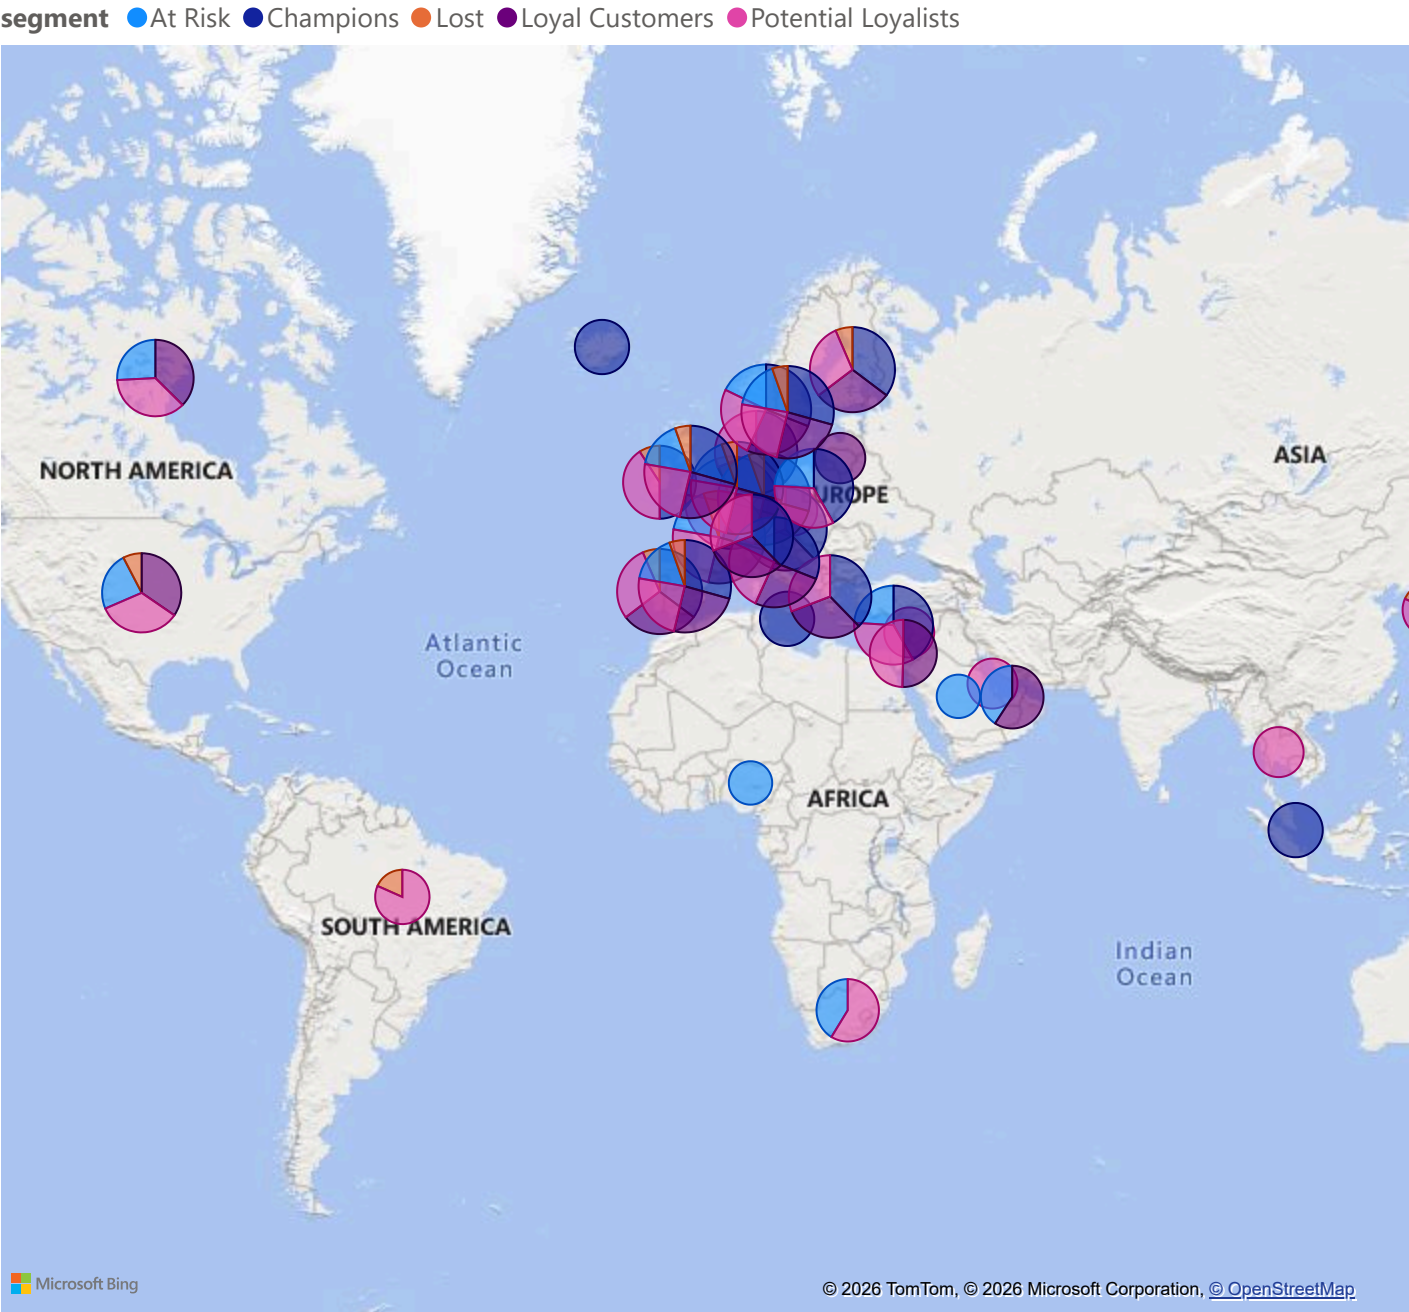 segment At Risk Champions Lost Loyal Customers Potential Loyalists
NORTH AMERICA
ASIA
UROPE
Atlantic
Ocean
AFRICA
SOUTH AMERICA
Indian
Ocean
Microsoft Bing
© 2026 TomTom, © 2026 Microsoft Corporation, © OpenStreetMap